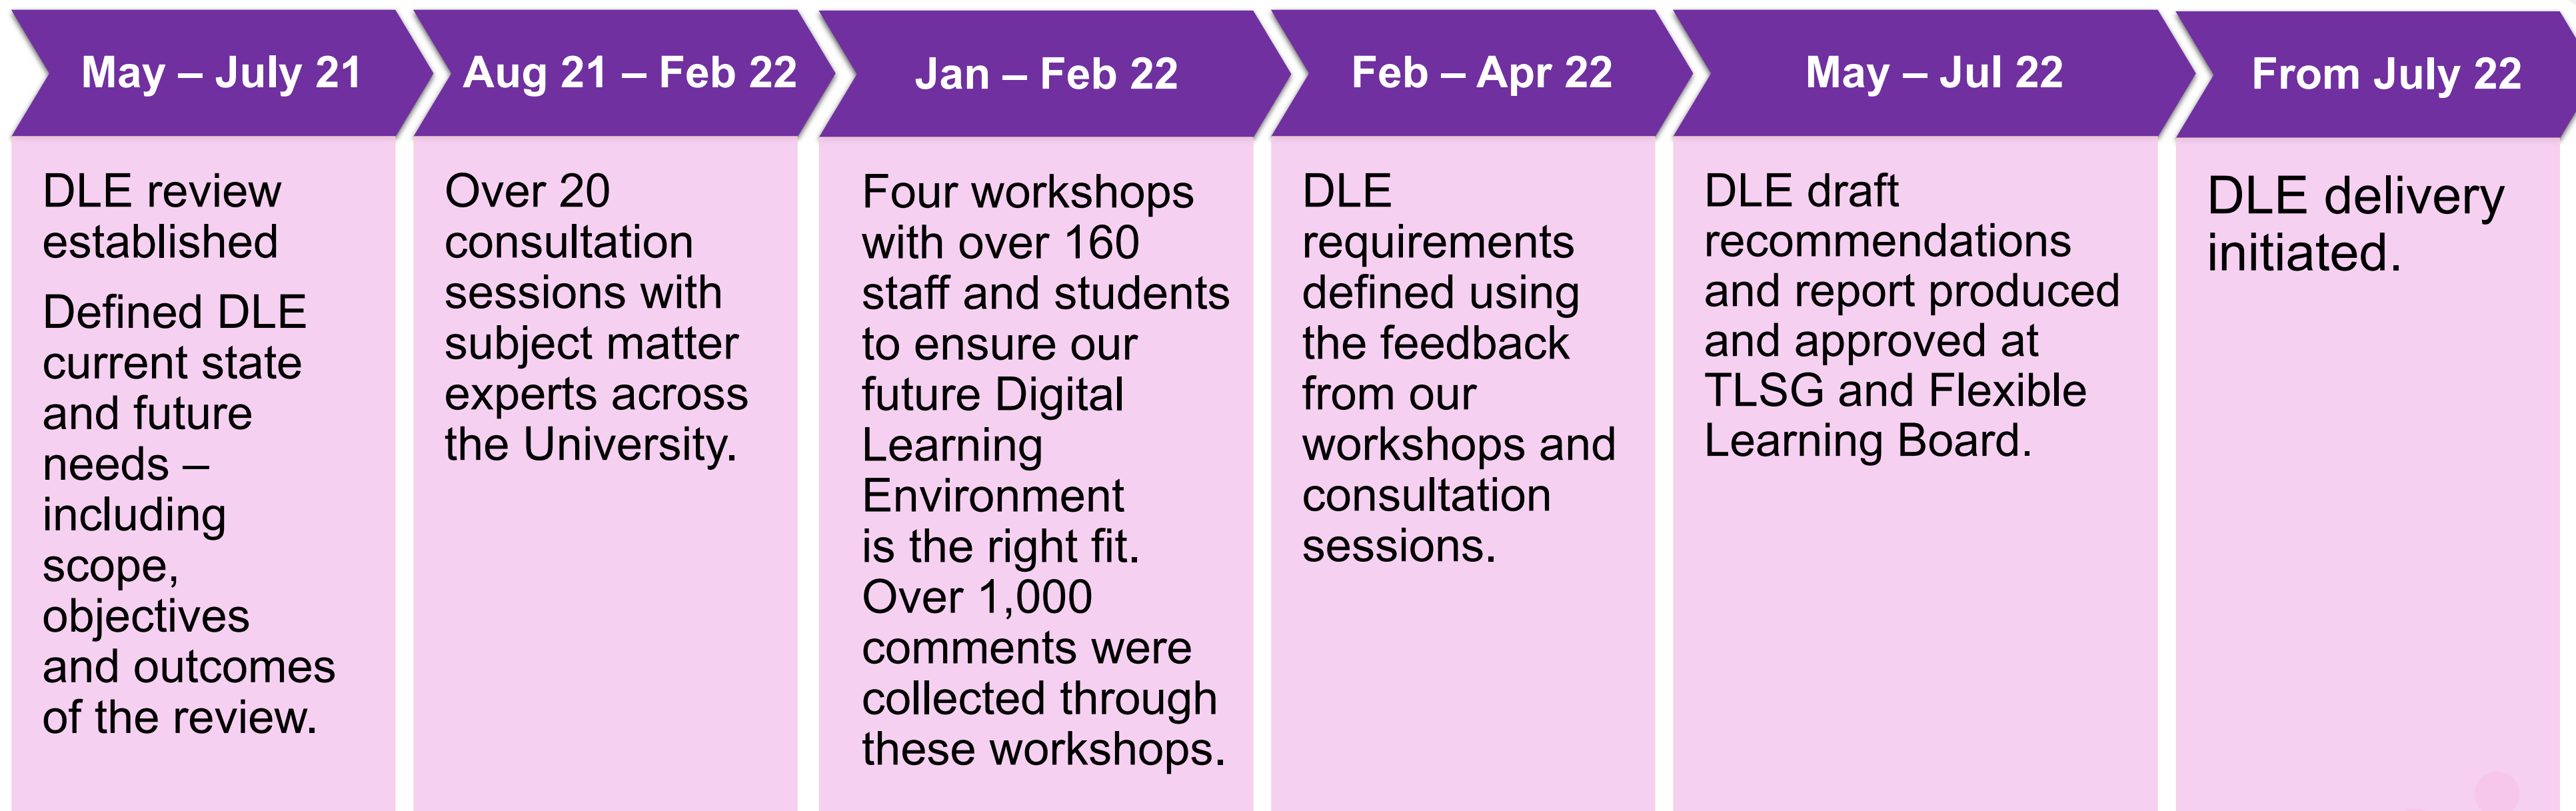 May – July 21
DLE review
established
Defined DLE
current state
and future
needs –
including
scope,
objectives
and outcomes
of the review.
Aug 21 – Feb 22
Over 20
consultation
sessions with
subject matter
experts across
the University.
Jan – Feb 22
Four workshops
with over 160
staff and students
to ensure our
future Digital
Learning
Environment
is the right fit.
Over 1,000
comments were
collected through
these workshops.
Feb – Apr 22
DLE
requirements
defined using
the feedback
from our
workshops and
consultation
sessions.
May – Jul 22
DLE draft
recommendations
and report produced
and approved at
TLSG and Flexible
Learning Board.
From July 22
DLE delivery
initiated.